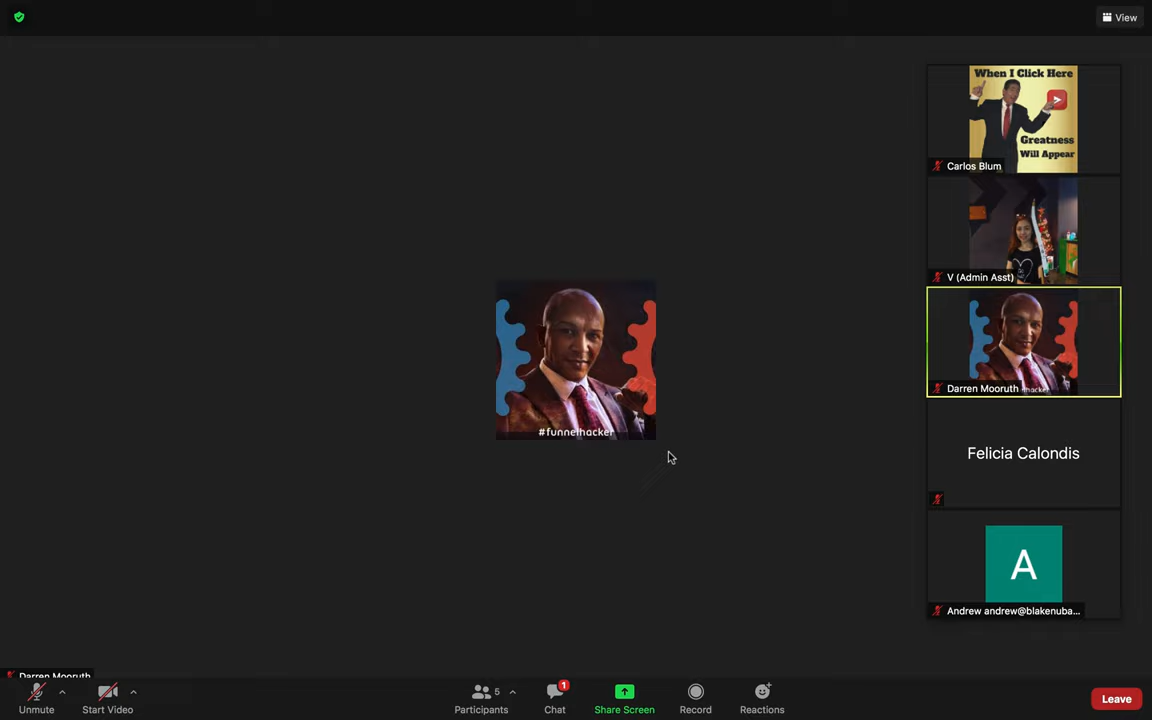 View
When I Click Here
Greatness
Will Appear
Carlos Blum
V (Admin Asst)
#funnelhacker
Darren Mooruth
Felicia Calondis
A
Andrew andrew@blakenuba...
Darren Mooruth
Unmute
Start Video
5
Participants
1
Chat
Share Screen
Record
Reactions
Leave